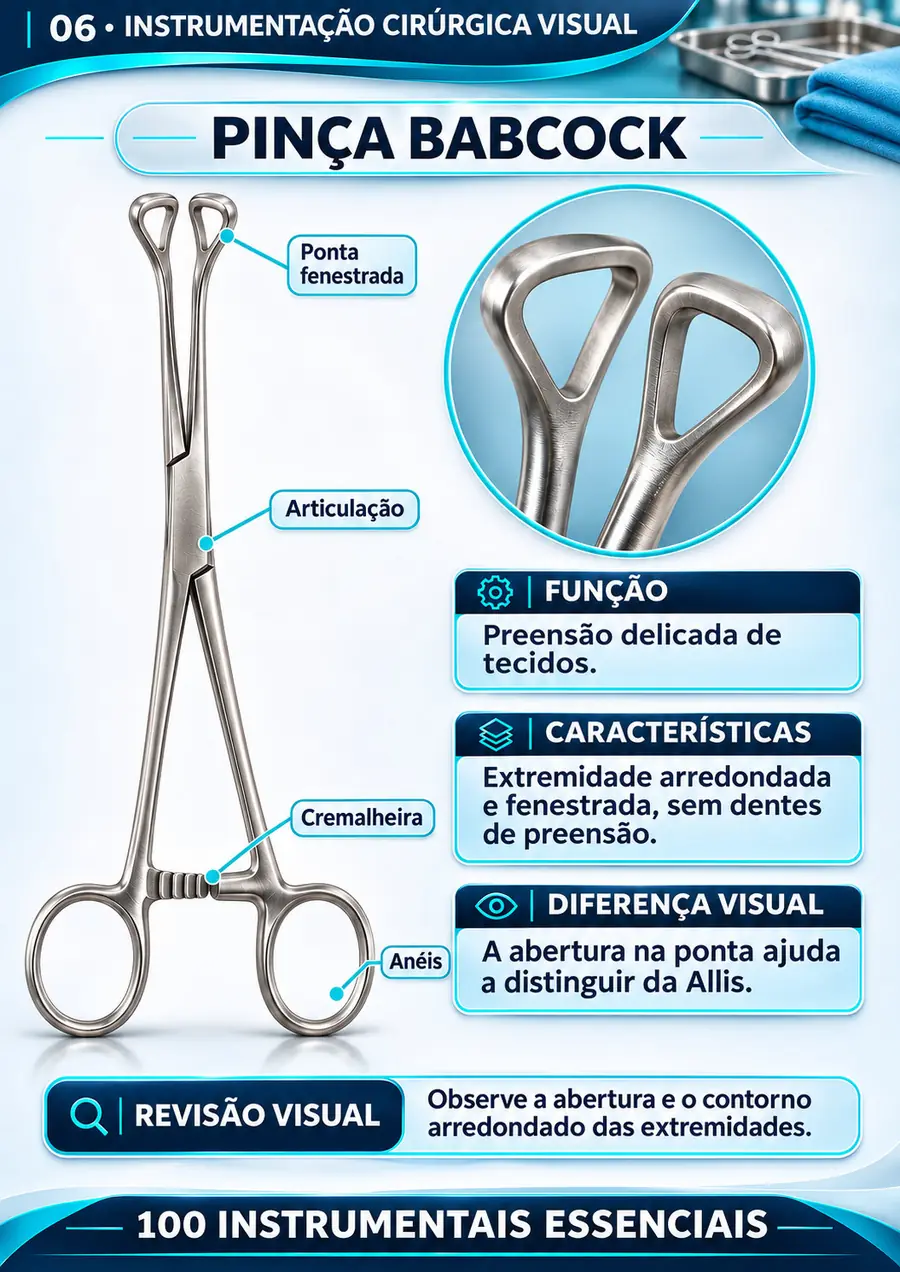 06 • INSTRUMENTAÇÃO CIRÚRGICA VISUAL
PINÇA BABCOCK
Ponta
fenestrada
Articulação
Cremalheira
Anéis
FUNÇÃO
Preensão delicada de
tecidos.
CARACTERÍSTICAS
Extremidade arredondada
e fenestrada, sem dentes
de preensão.
DIFERENÇA VISUAL
A abertura na ponta ajuda
a distinguir da Allis.
REVISÃO VISUAL
Observe a abertura e o contorno
arredondado das extremidades.
100 INSTRUMENTAIS ESSENCIAIS